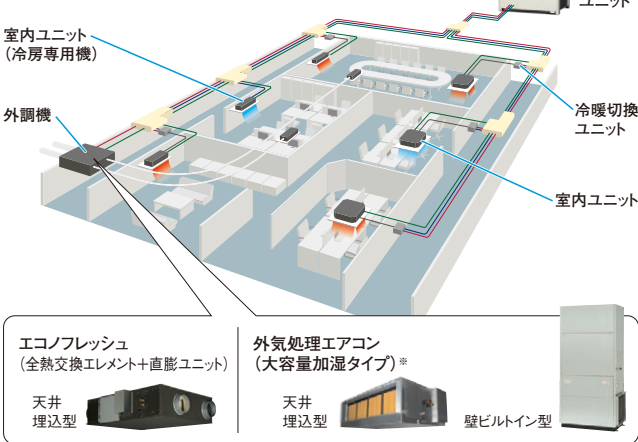 ユニット
室内ユニット
（冷房専用機）
外調機
冷暖切換
ユニット
室内ユニット
エコノフレッシュ
（全熱交換エレメント＋直膨ユニット）
天井
埋込型
外気処理エアコン
（大容量加湿タイプ）※
天井
埋込型
壁ビルトイン型